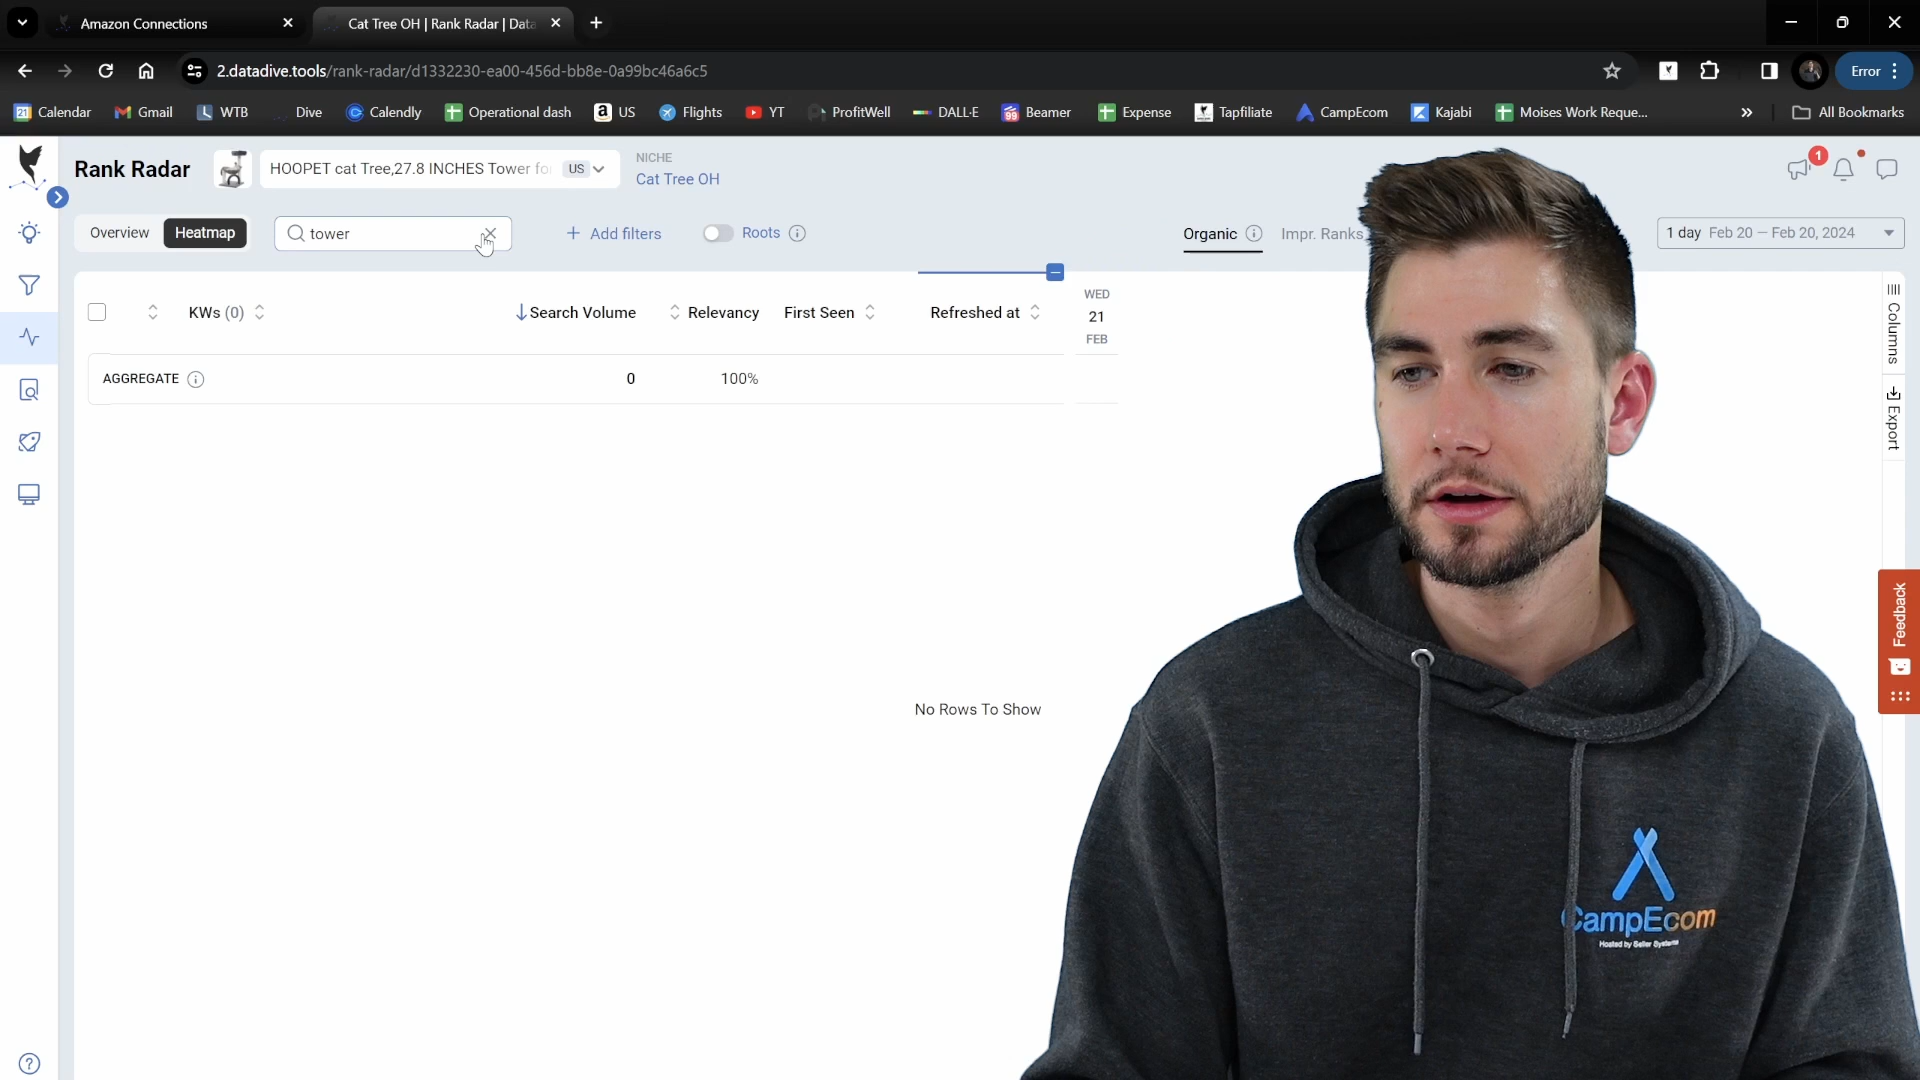 Amazon Connections
Cat Tree OH | Rank Radar | Data
2.datadive.tools/rank-radar/d1332230-ea00-456d-bb8e-0a99bc46a6c5
Error
Calendar
Gmail
WTB
Dive
Calendly
Operational dash
US
Flights
YT
ProfitWell
DALL·E
Beamer
Expense
Tapfiliate
CampEcom
Kajabi
Moises Work Reque...
All Bookmarks
Rank Radar
HOOPET cat Tree,27.8 INCHES Tower fo
US
NICHE
Cat Tree OH
1
Overview
Heatmap
tower
+ Add filters
Roots
Organic
Impr. Ranks
1 day Feb 20 – Feb 20, 2024
KWs (0)
Search Volume
Relevancy
First Seen
Refreshed at
WED
21
FEB
Columns
AGGREGATE
0
100%
Export
Feedback
No Rows To Show
CampEcom
Hosted by Seller Systems